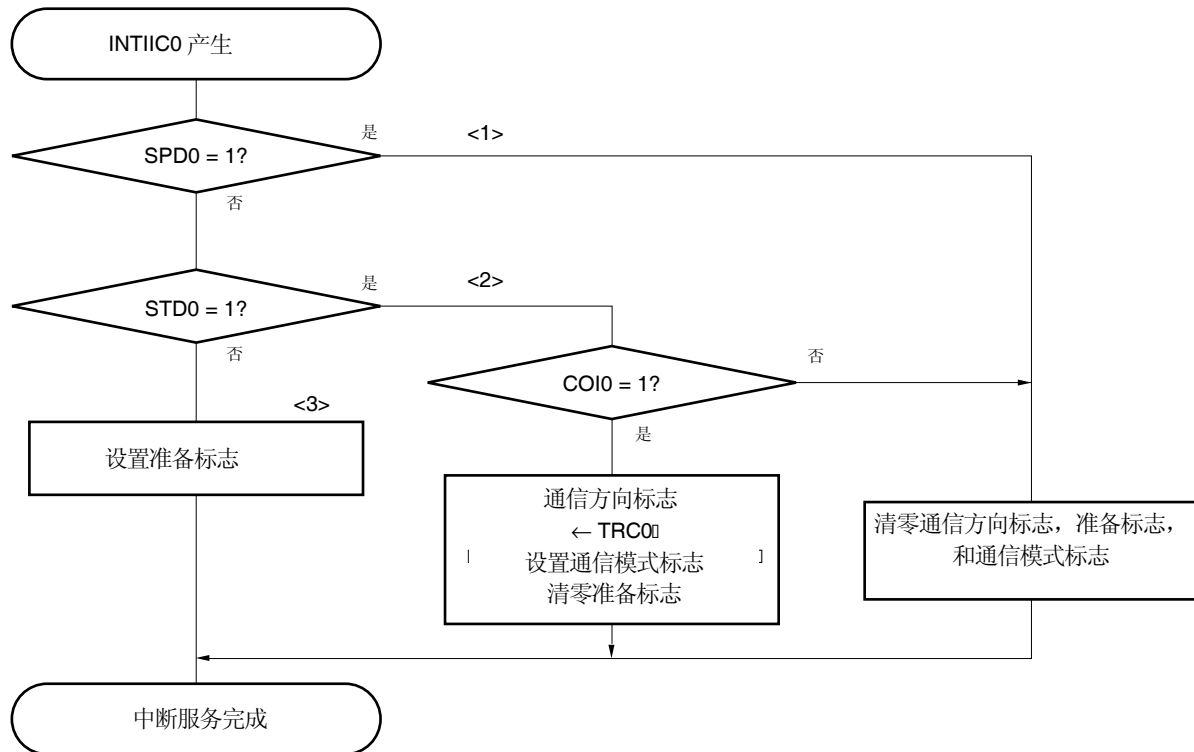 INTIIC0 产生
是
<1>
SPD0 = 1?
否
是
<2>
STD0 = 1?
否
否
COI0 = 1?
<3>
是
设置准备标志
通信方向标志
← TRC0
设置通信模式标志
清零准备标志
清零通信方向标志，准备标志，
和通信模式标志
中断服务完成